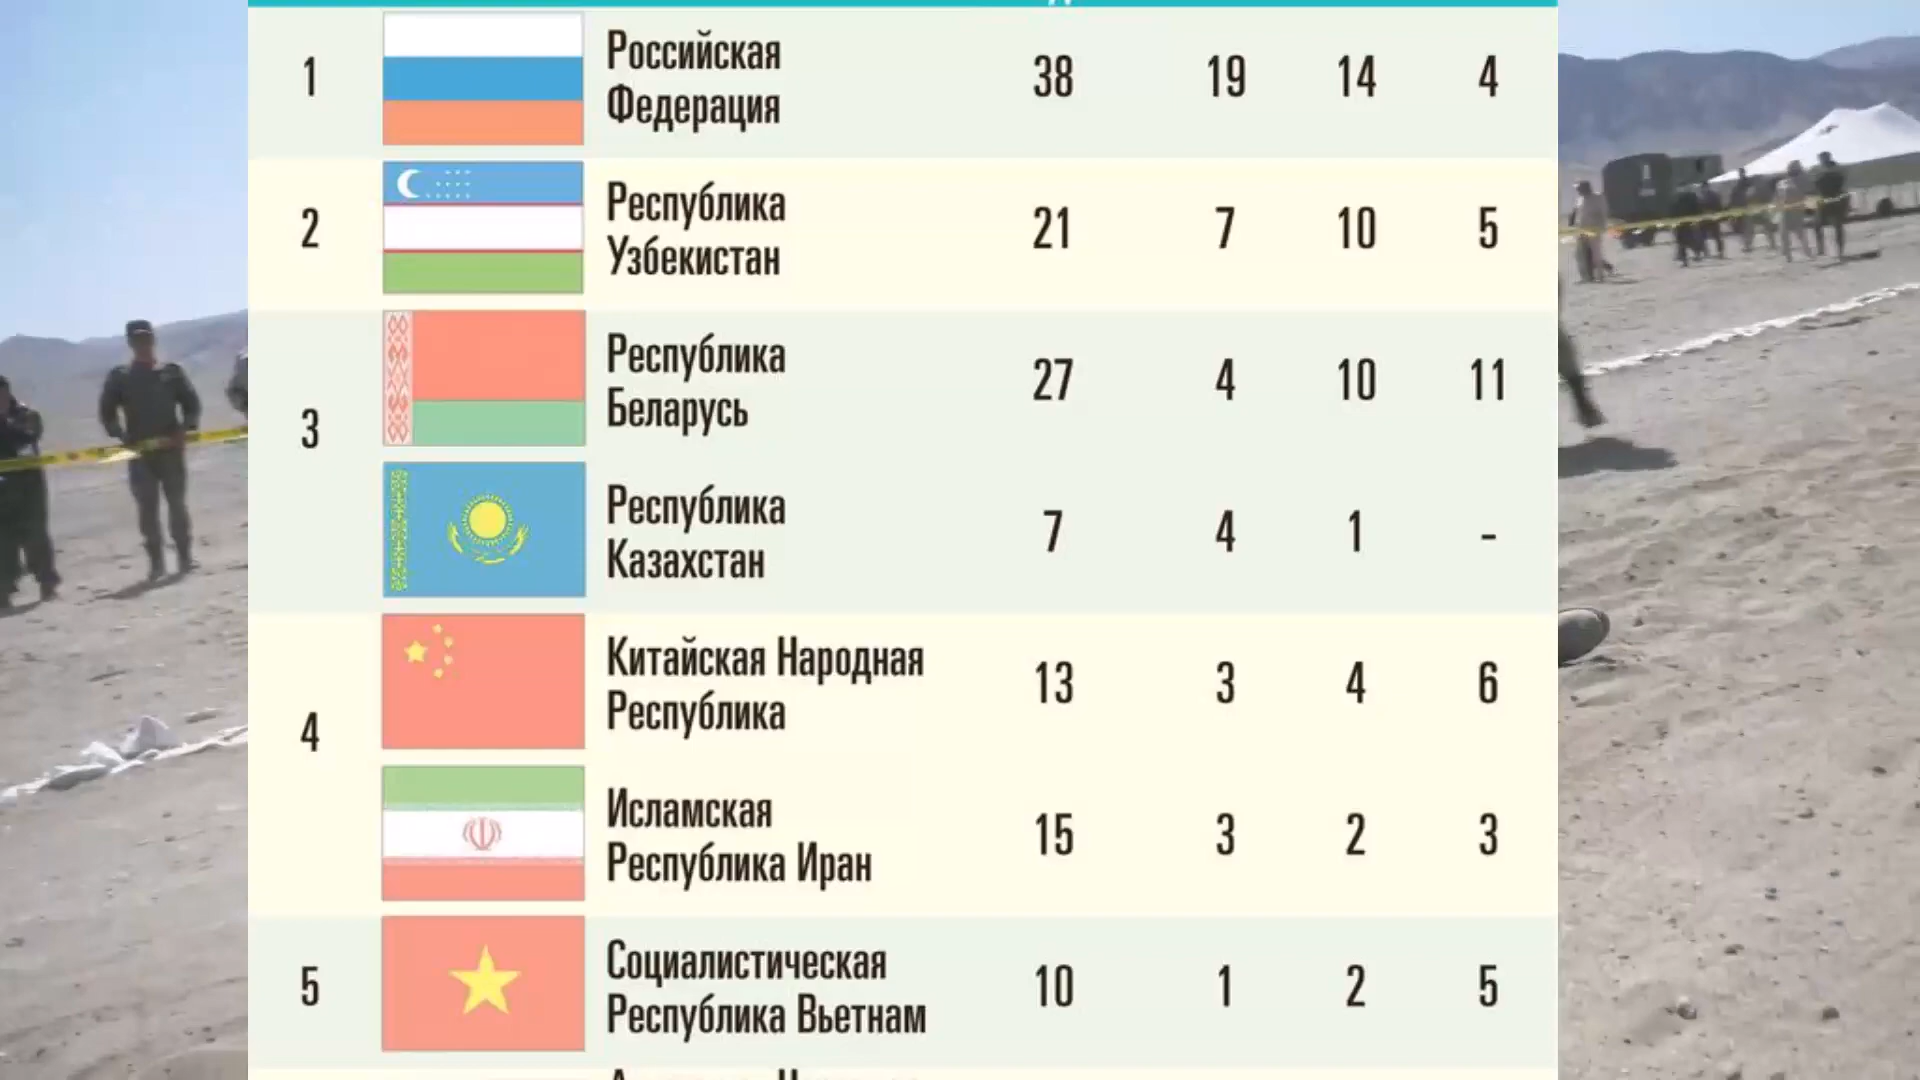 1
Российская
Федерация
38 19 14 4
2
Республика
Узбекистан
21 7 10 5
3
Республика
Беларусь
27 4 10 11
Республика
Казахстан
7 4 1 -
4
Китайская Народная
Республика
13 3 4 6
Исламская
Республика Иран
15 3 2 3
5
Социалистическая
Республика Вьетнам
10 1 2 5